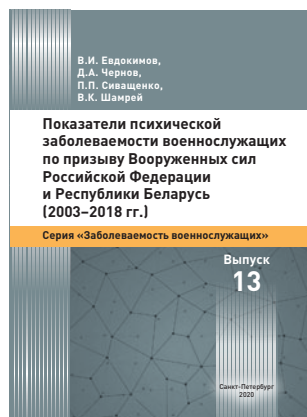 В.И. Евдокимов,
Д.А. Чернов,
П.П. Сиващенко,
В.К. Шамрей
Показатели психической
заболеваемости военнослужащих
по призыву Вооруженных сил
Российской Федерации
и Республики Беларусь
(2003–2018 гг.)
Серия «Заболеваемость военнослужащих»
Выпуск
13
Санкт-Петербург
2020